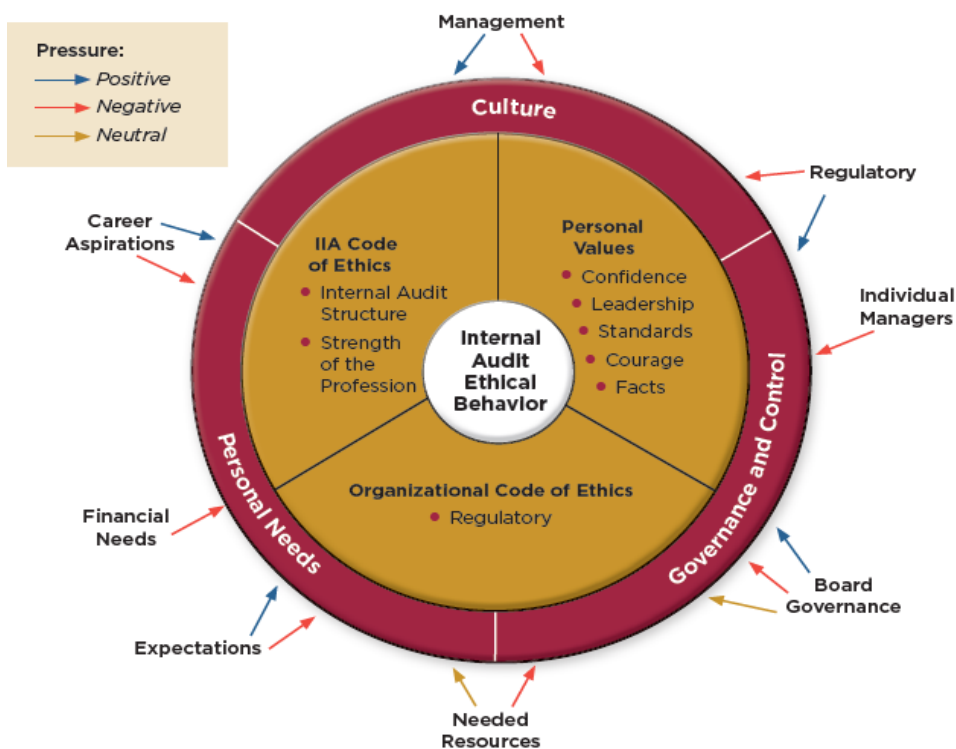 Management
Pressure:
Positive
Negative
Neutral
Culture
Regulatory
Career
Aspirations
IIA Code
of Ethics
• Internal Audit
Structure
• Strength
of the
Profession
Personal
Values
• Confidence
• Leadership
• Standards
• Courage
• Facts
Individual
Managers
Internal
Audit
Ethical
Behavior
Personal Needs
Governance and Control
Organizational Code of Ethics
• Regulatory
Financial
Needs
Board
Governance
Expectations
Needed
Resources